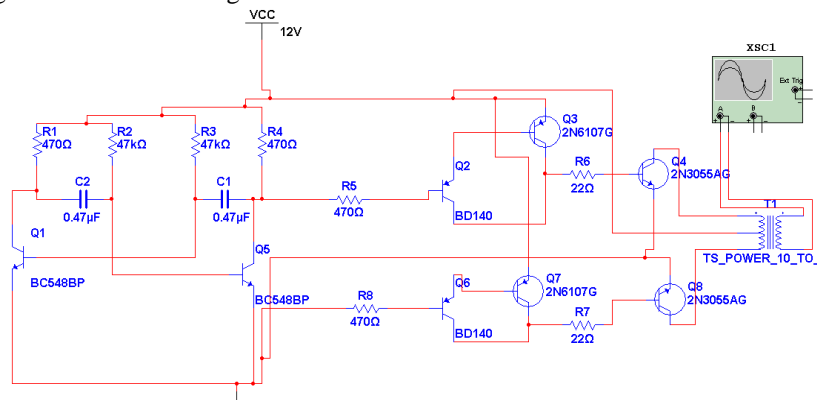 VCC
12V
XSC1
Ext Trig
A
B
R1
470Ω
R2
47kΩ
R3
47kΩ
R4
470Ω
Q3
2N6107G
C2
0.47µF
C1
0.47µF
R5
470Ω
Q2
BD140
R6
22Ω
Q4
2N3055AG
T1
TS_POWER_10_TO_
Q1
BC548BP
Q5
BC548BP
R8
470Ω
Q6
BD140
Q7
2N6107G
R7
22Ω
Q8
2N3055AG